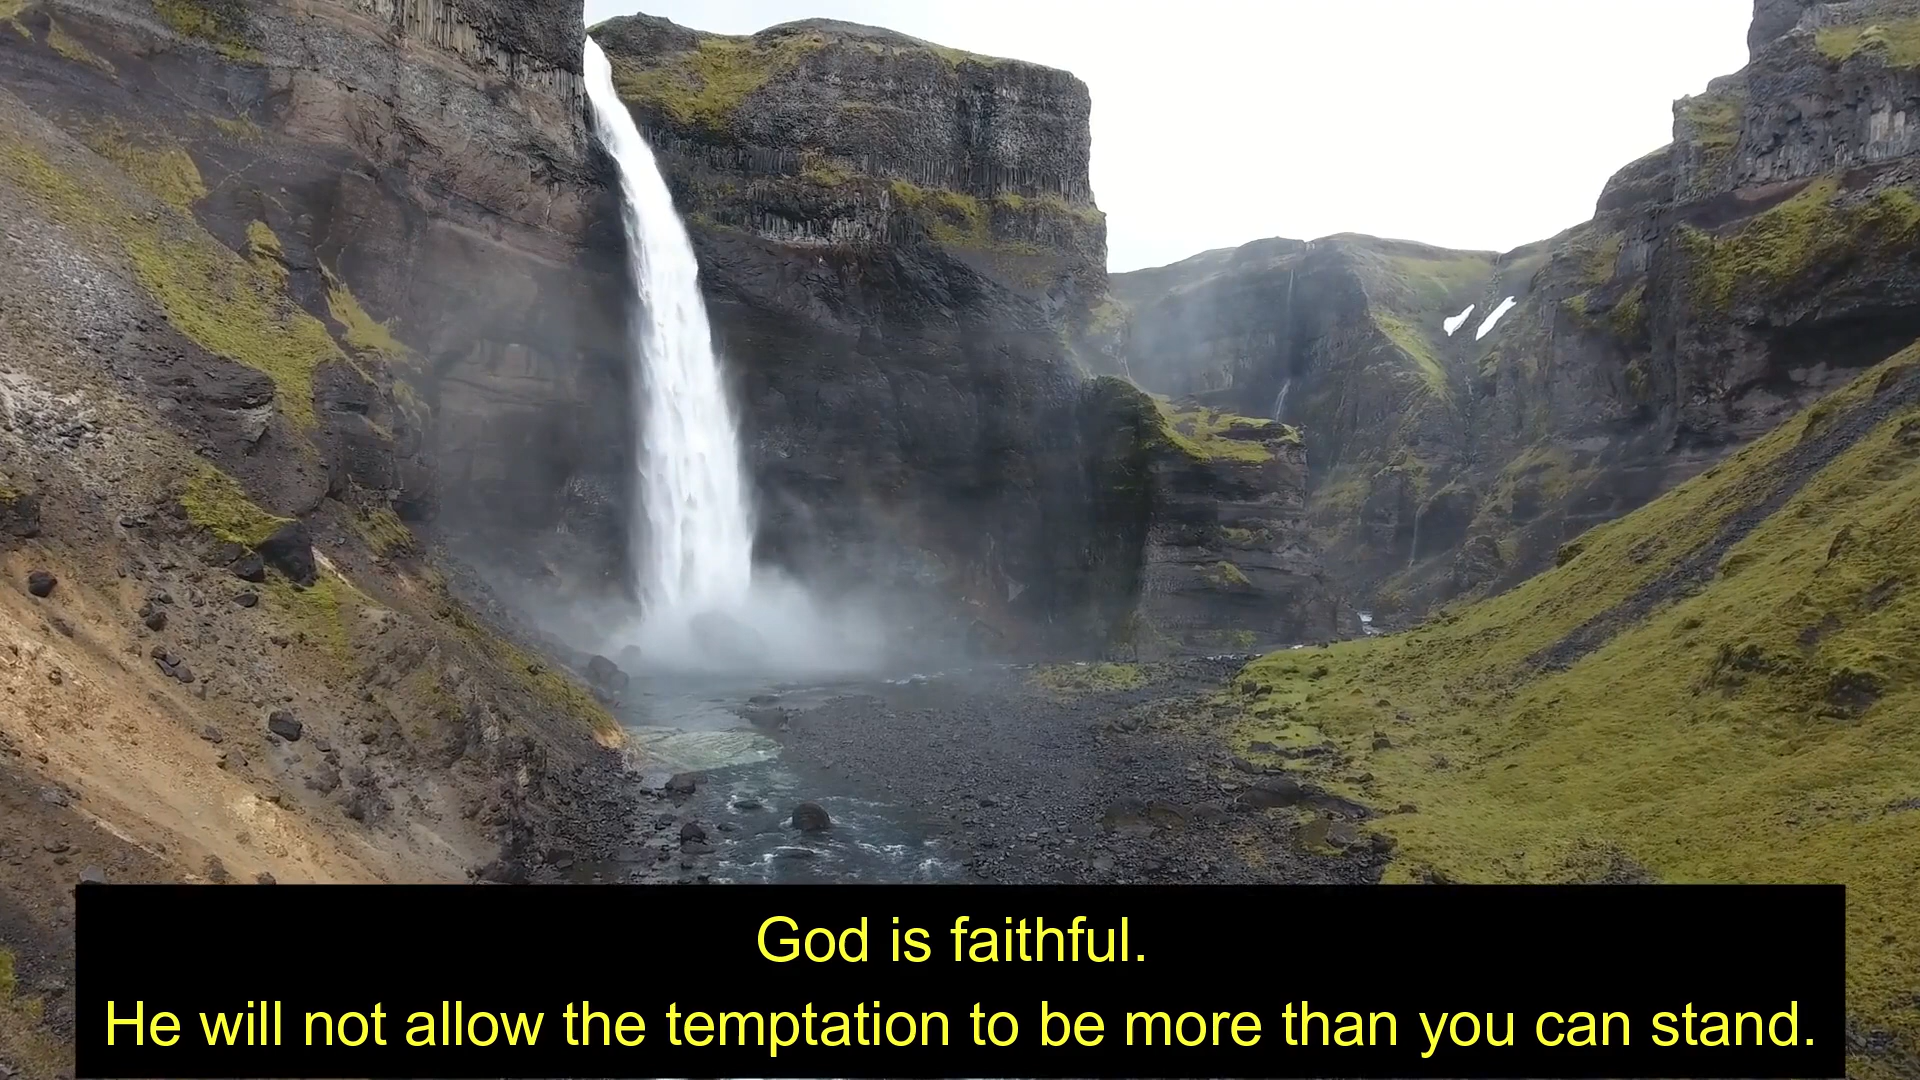 God is faithful.
He will not allow the temptation to be more than you can stand.